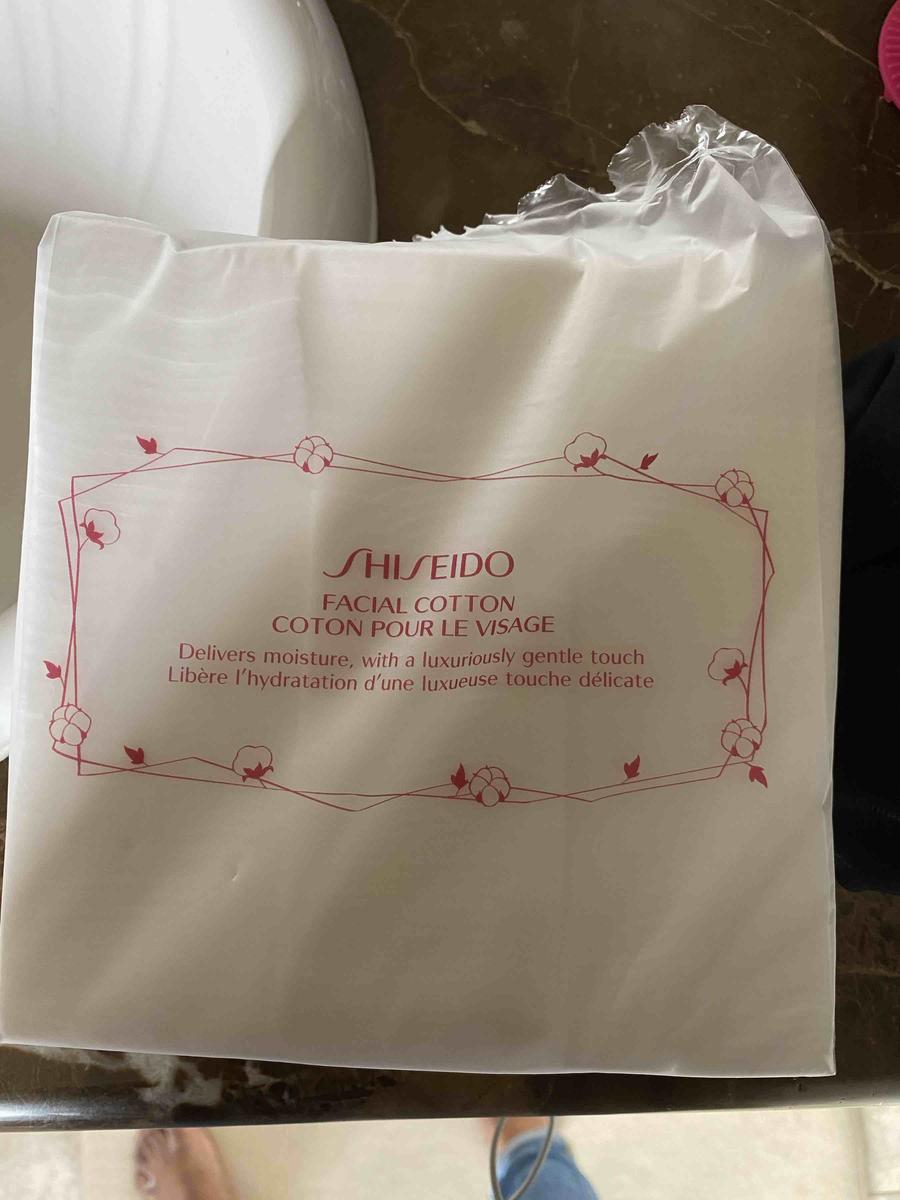 SHISEIDO
FACIAL COTTON
COTON POUR LE VISAGE
Delivers moisture, with a luxuriously gentle touch
Libère l'hydratation d'une luxueuse touche délicate